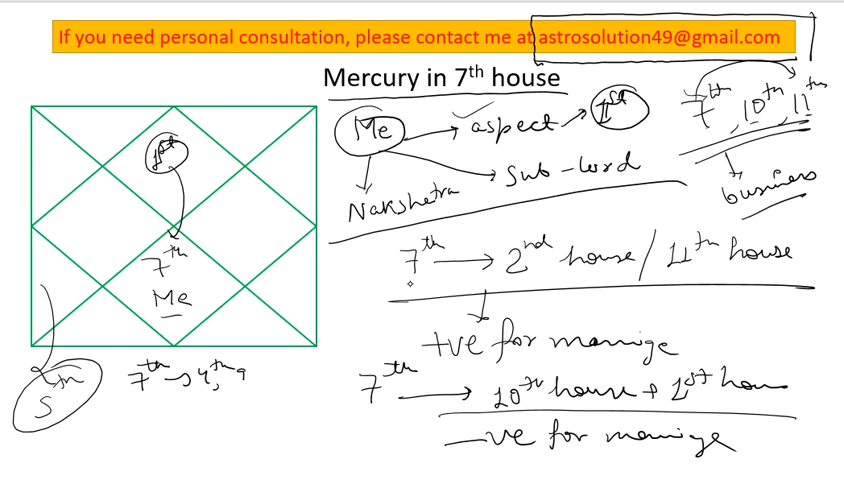 If you need personal consultation, please contact me at astrosolution49@gmail.com
Mercury in 7th house
1st
7th
Me
5th
7th → 4th, 9
Me → aspect → 1st
Nakshetra
Sub-lord
7th, 10th, 11th
business
7th → 2nd house / 11th house
+ve for marriage
7th → 10th house + 1st hou
-ve for marriage